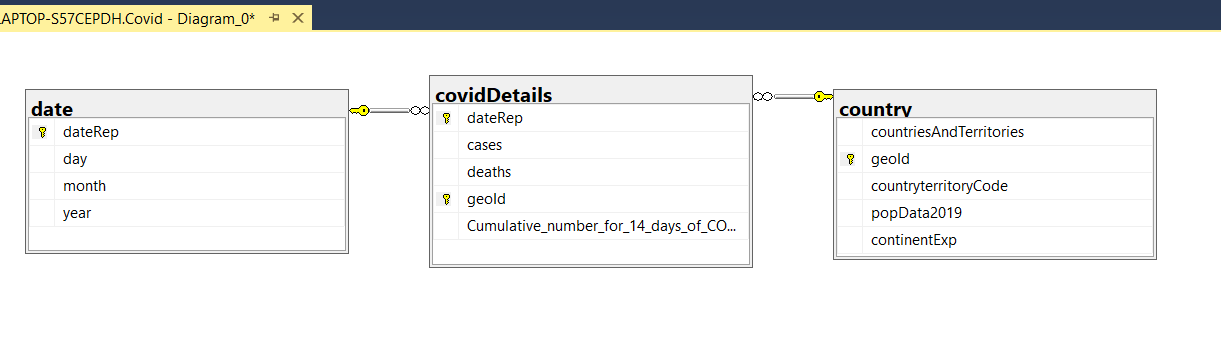 LAPTOP-S57CEPDH.Covid - Diagram_0*
date
dateRep
day
month
year
covidDetails
dateRep
cases
deaths
geoId
Cumulative_number_for_14_days_of_CO...
country
countriesAndTerritories
geoId
countryterritoryCode
popData2019
continentExp